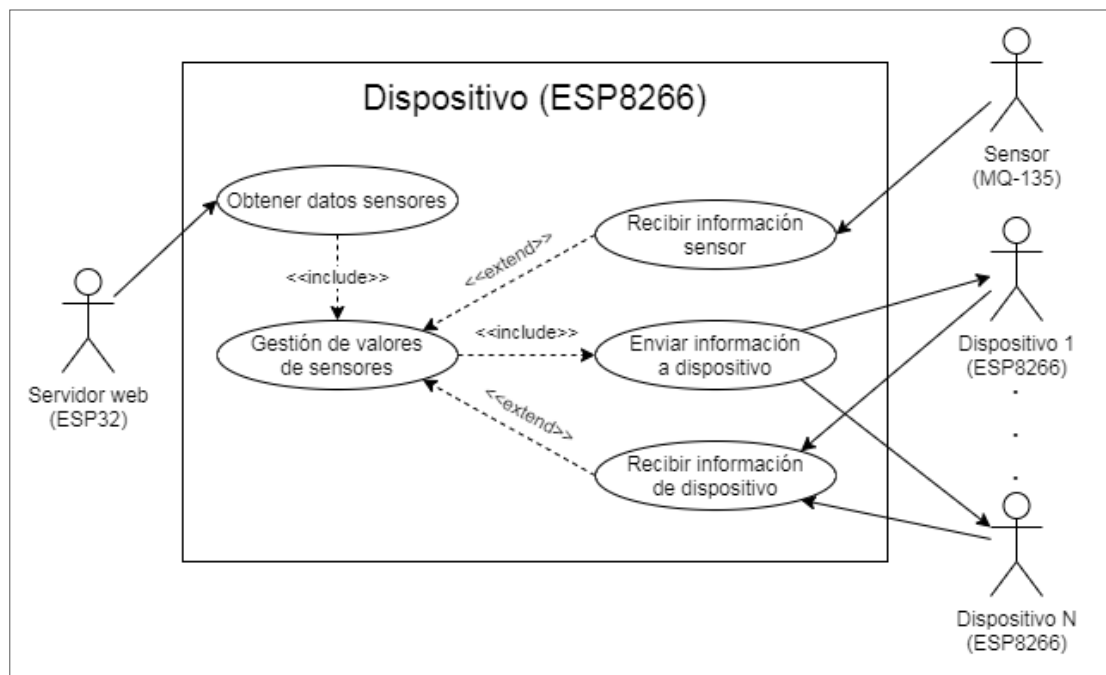 Dispositivo (ESP8266)
Sensor
(MQ-135)
Obtener datos sensores
Recibir información
sensor
<<extend>>
<<include>>
Servidor web
(ESP32)
Gestión de valores
de sensores
<<include>>
Enviar información
a dispositivo
Dispositivo 1
(ESP8266)
<<extend>>
Recibir información
de dispositivo
Dispositivo N
(ESP8266)